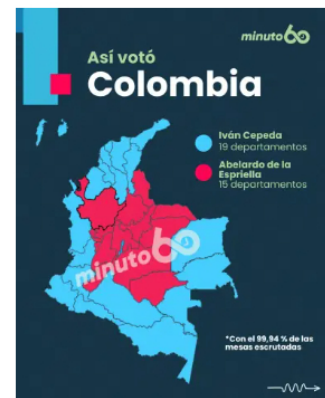 minuto60
Así votó
Colombia
Iván Cepeda
19 departamentos
Abelardo de la
Espriella
15 departamentos
minuto60
*Con el 99,94 % de las
mesas escrutadas